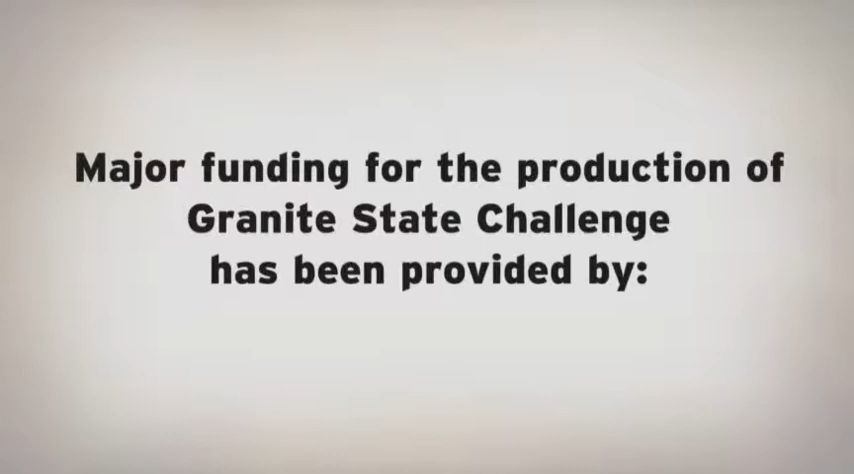 Major funding for the production of
Granite State Challenge
has been provided by: